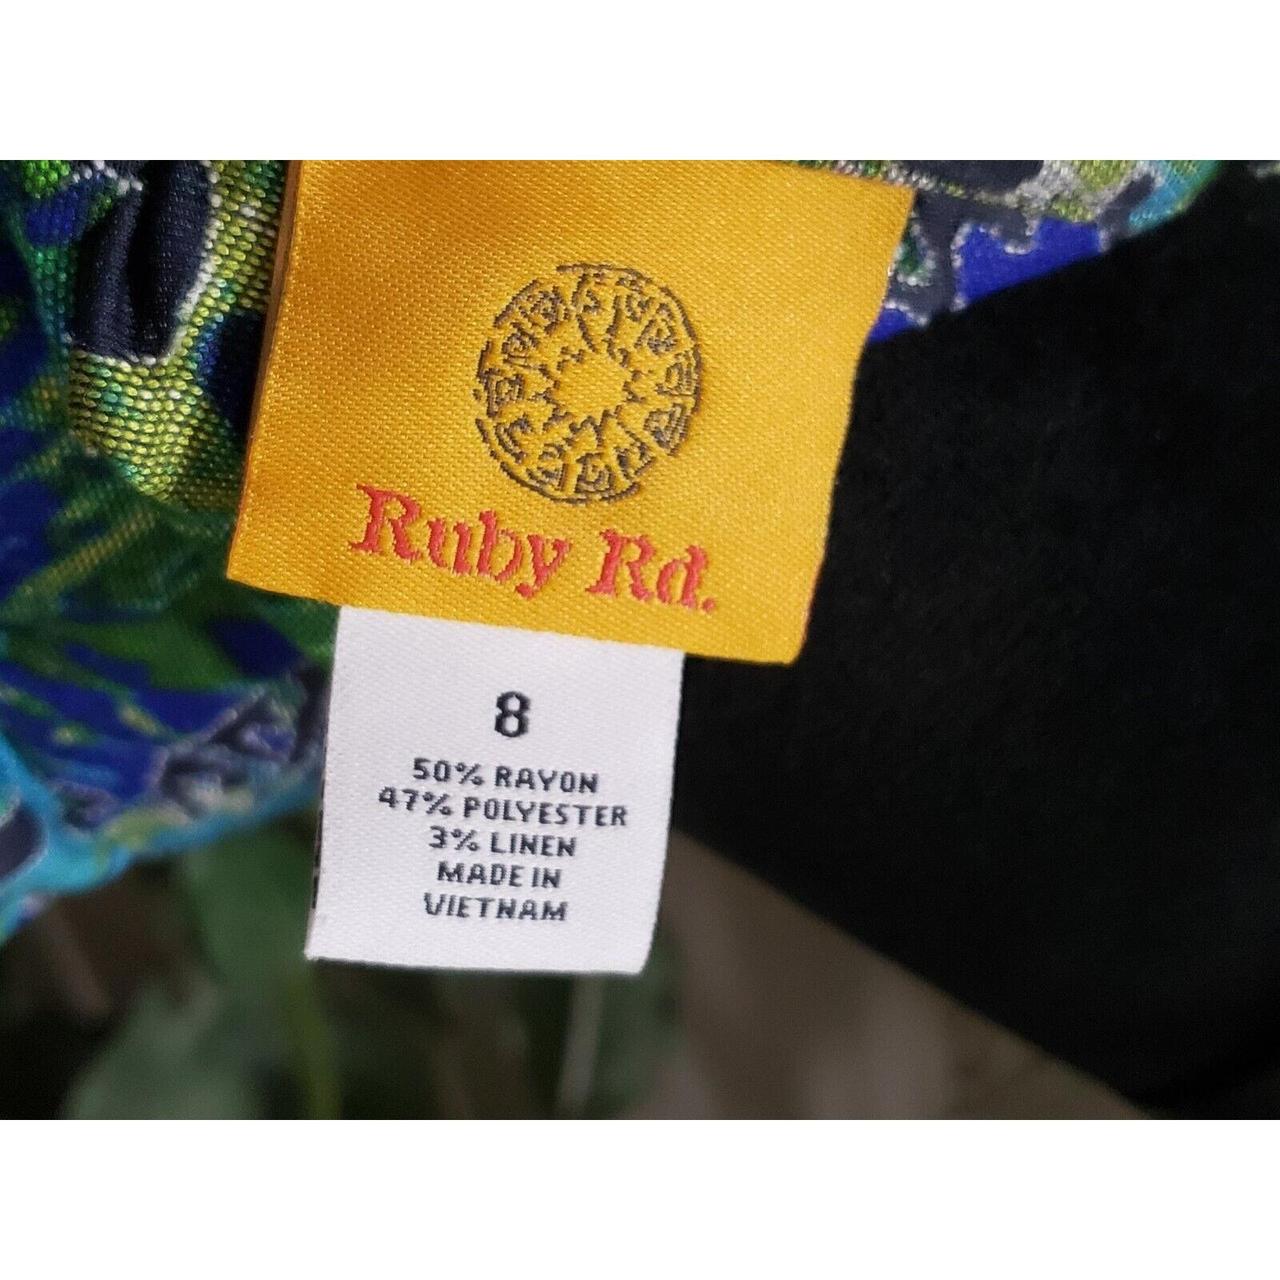 Ruby Rd.
8
50% RAYON
47% POLYESTER
3% LINEN
MADE IN
VIETNAM